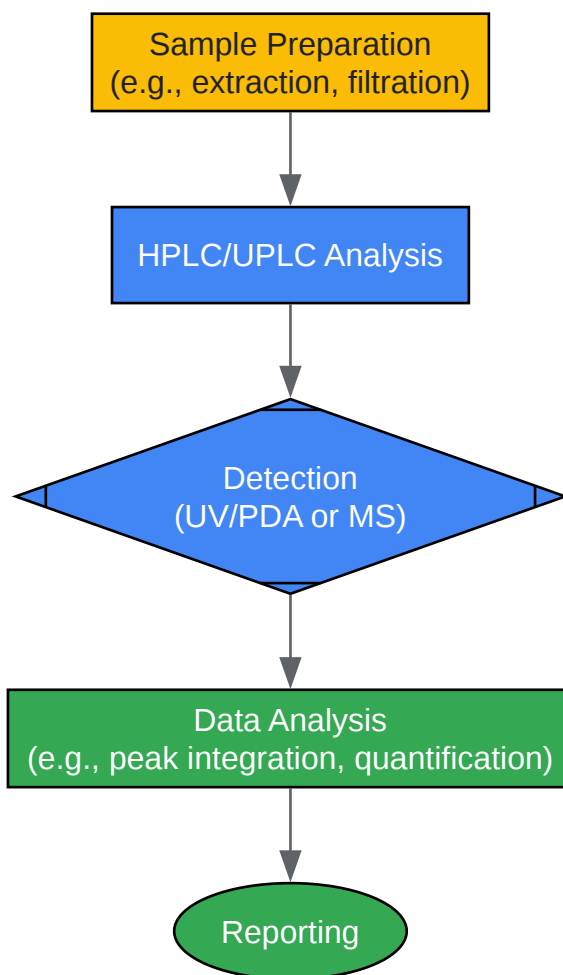 Sample Preparation
(e.g., extraction, filtration)
HPLC/UPLC Analysis
Detection
(UV/PDA or MS)
Data Analysis
(e.g., peak integration, quantification)
Reporting